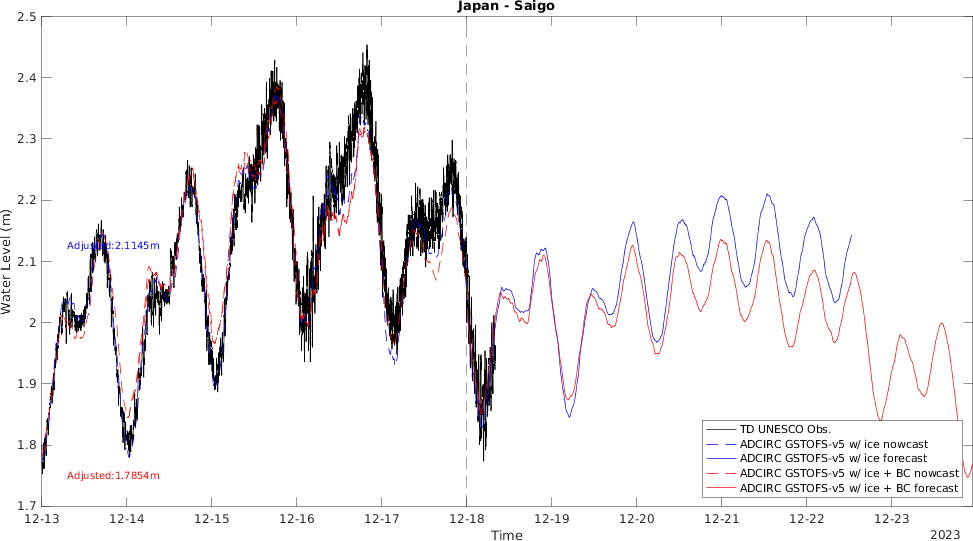 Japan - Saigo
Water Level (m)
2.5
2.4
2.3
2.2
2.1
2
1.9
1.8
1.7
Adjusted:2.1145m
Adjusted:1.7854m
TD UNESCO Obs.
ADCIRC GSTOFS-v5 w/ ice nowcast
ADCIRC GSTOFS-v5 w/ ice forecast
ADCIRC GSTOFS-v5 w/ ice + BC nowcast
ADCIRC GSTOFS-v5 w/ ice + BC forecast
12-13 12-14 12-15 12-16 12-17 12-18 12-19 12-20 12-21 12-22 12-23
Time
2023